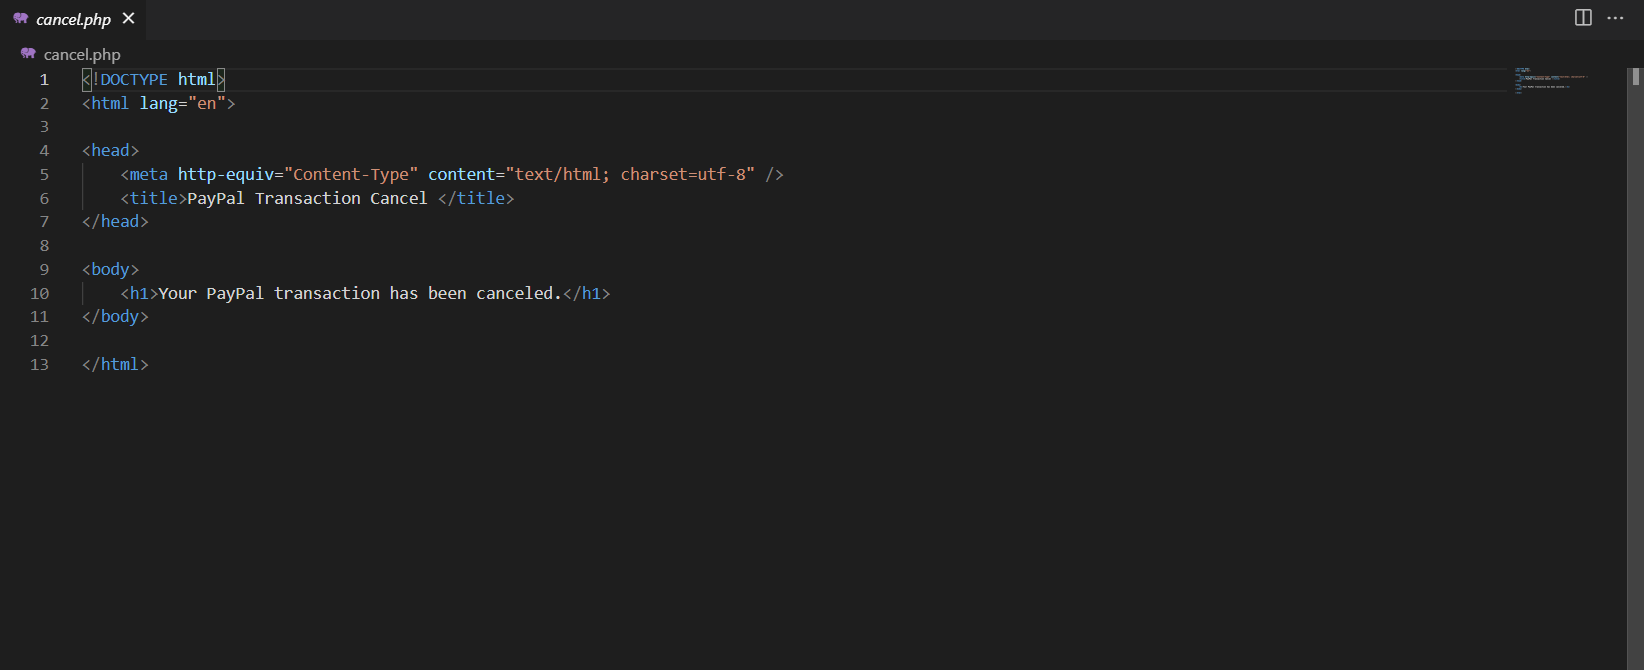 cancel.php
cancel.php
1 <!DOCTYPE html>
2 <html lang="en">
3
4 <head>
5     <meta http-equiv="Content-Type" content="text/html; charset=utf-8" />
6     <title>PayPal Transaction Cancel </title>
7 </head>
8
9 <body>
10     <h1>Your PayPal transaction has been canceled.</h1>
11 </body>
12
13 </html>